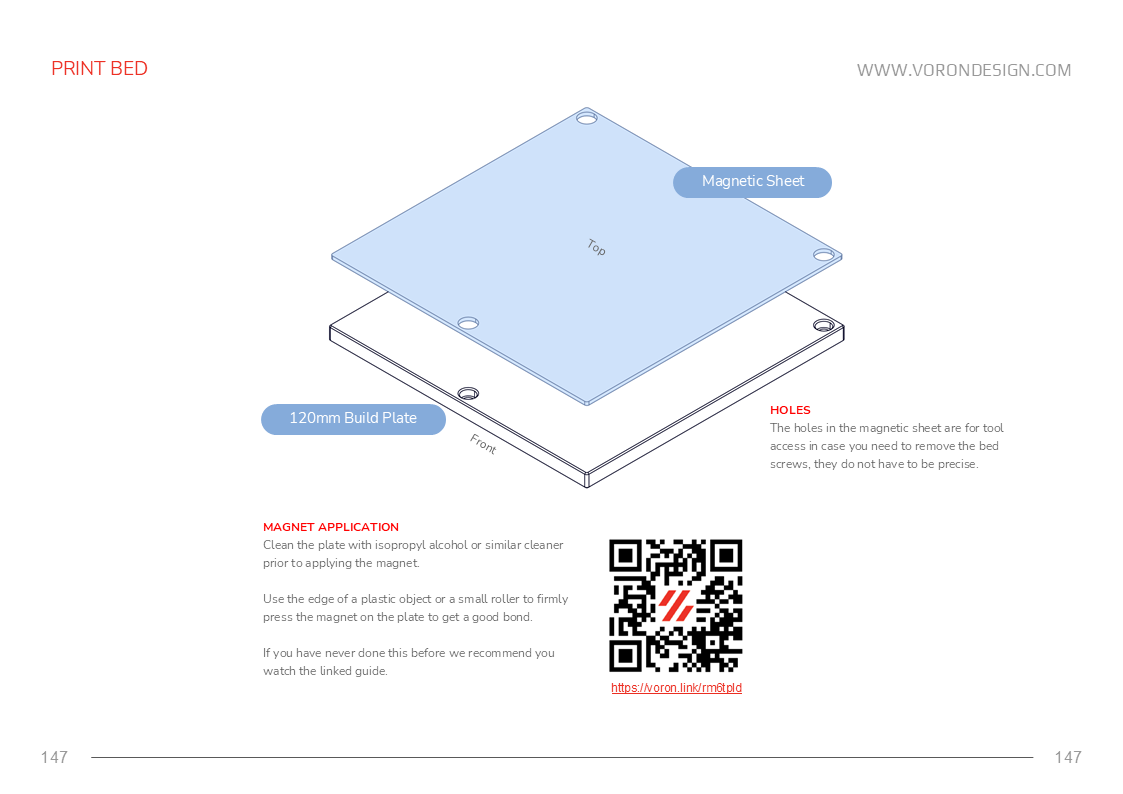 PRINT BED
WWW.VORONDESIGN.COM
Magnetic Sheet
Top
120mm Build Plate
Front
HOLES
The holes in the magnetic sheet are for tool
access in case you need to remove the bed
screws, they do not have to be precise.
MAGNET APPLICATION
Clean the plate with isopropyl alcohol or similar cleaner
prior to applying the magnet.
Use the edge of a plastic object or a small roller to firmly
press the magnet on the plate to get a good bond.
If you have never done this before we recommend you
watch the linked guide.
https://voron.link/rm6tpld
147
147